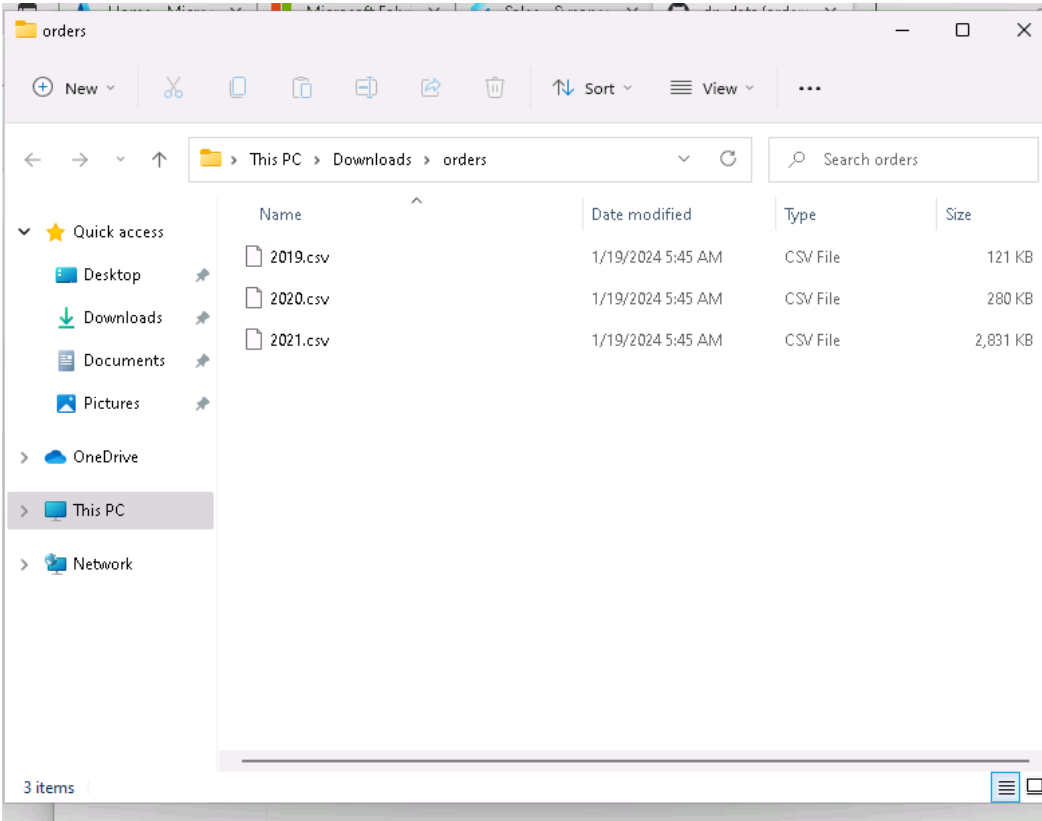 orders
New Sort View
This PC > Downloads > orders Search orders
Name Date modified Type Size
Quick access
2019.csv 1/19/2024 5:45 AM CSV File 121 KB
Desktop
2020.csv 1/19/2024 5:45 AM CSV File 280 KB
Downloads
2021.csv 1/19/2024 5:45 AM CSV File 2,831 KB
Documents
Pictures
OneDrive
This PC
Network
3 items